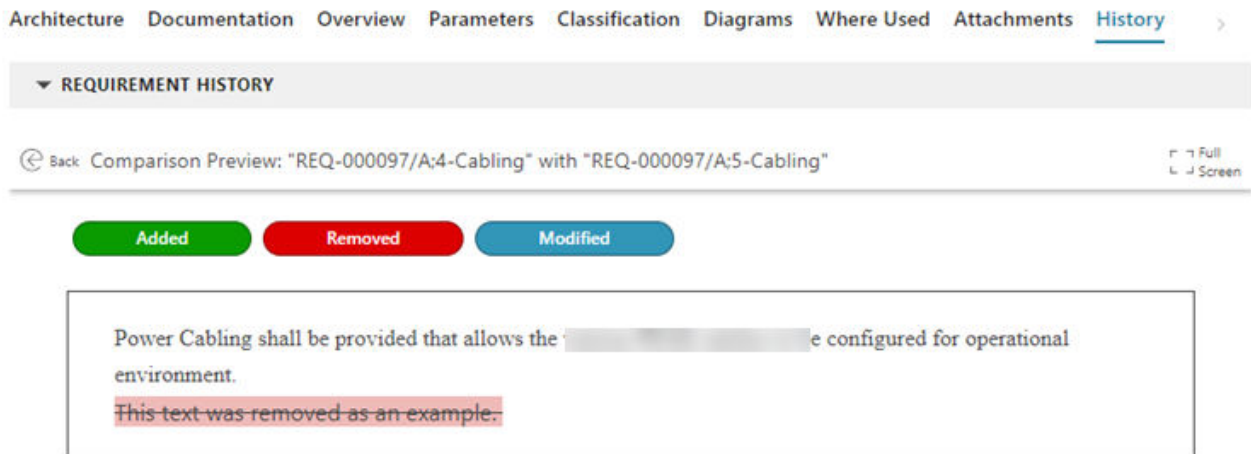 Architecture Documentation Overview Parameters Classification Diagrams Where Used Attachments History
REQUIREMENT HISTORY
Back Comparison Preview: "REQ-000097/A;4-Cabling" with "REQ-000097/A;5-Cabling"
Full
Screen
Added Removed Modified
Power Cabling shall be provided that allows the configured for operational
environment.
This text was removed as an example.